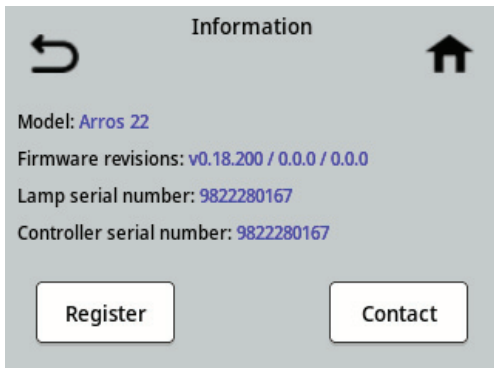 Information
Model: Arros 22
Firmware revisions: v0.18.200 / 0.0.0 / 0.0.0
Lamp serial number: 9822280167
Controller serial number: 9822280167
Register
Contact